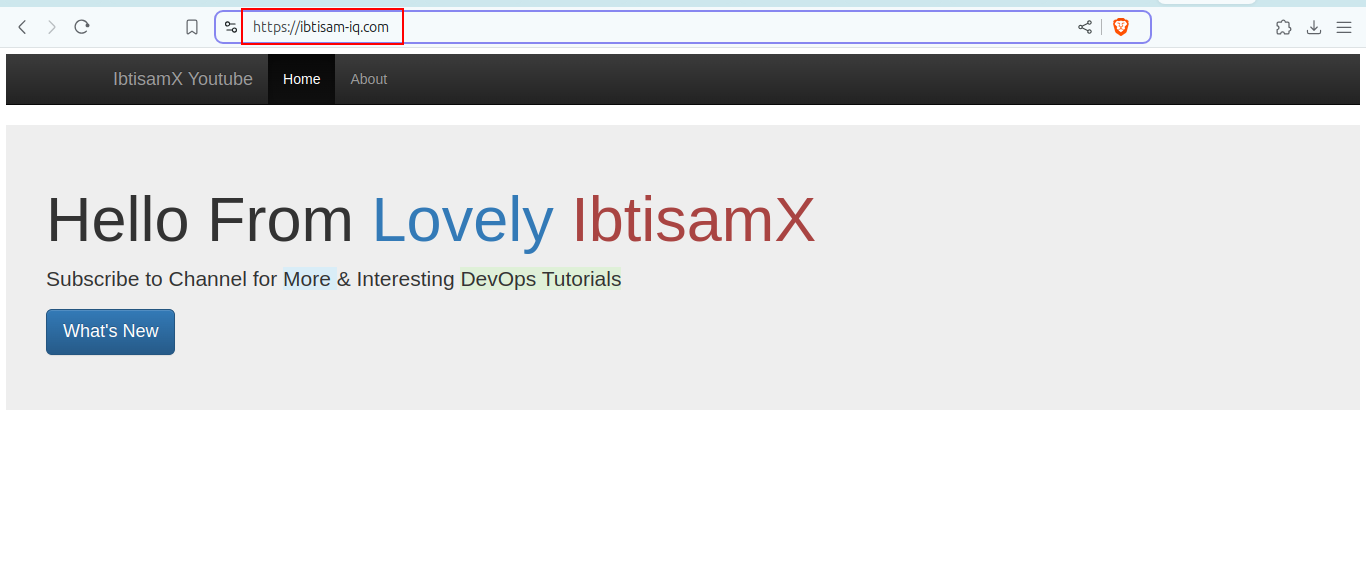 https://ibtisam-iq.com
IbtisamX Youtube Home About
Hello From Lovely IbtisamX
Subscribe to Channel for More & Interesting DevOps Tutorials
What's New